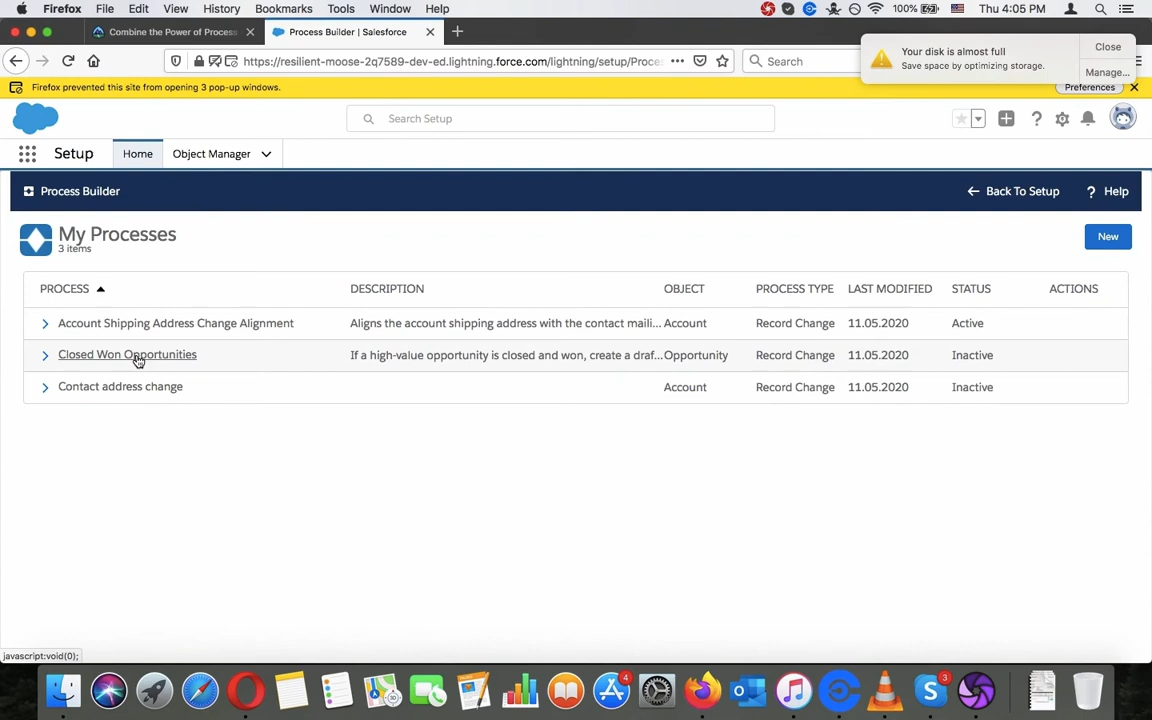 Firefox File Edit View History Bookmarks Tools Window Help 100% Thu 4:05 PM
Combine the Power of Process
Process Builder | Salesforce
https://resilient-moose-2q7589-dev-ed.lightning.force.com/lightning/setup/Proce
Search
Your disk is almost full
Save space by optimizing storage.
Close
Manage...
Firefox prevented this site from opening 3 pop-up windows.
Preferences
Search Setup
Setup Home Object Manager
Process Builder
Back To Setup
? Help
My Processes
3 items
New
PROCESS DESCRIPTION OBJECT PROCESS TYPE LAST MODIFIED STATUS ACTIONS
Account Shipping Address Change Alignment Aligns the account shipping address with the contact maili... Account Record Change 11.05.2020 Active
Closed Won Opportunities If a high-value opportunity is closed and won, create a draf... Opportunity Record Change 11.05.2020 Inactive
Contact address change Account Record Change 11.05.2020 Inactive
javascript:void(0);
4
3